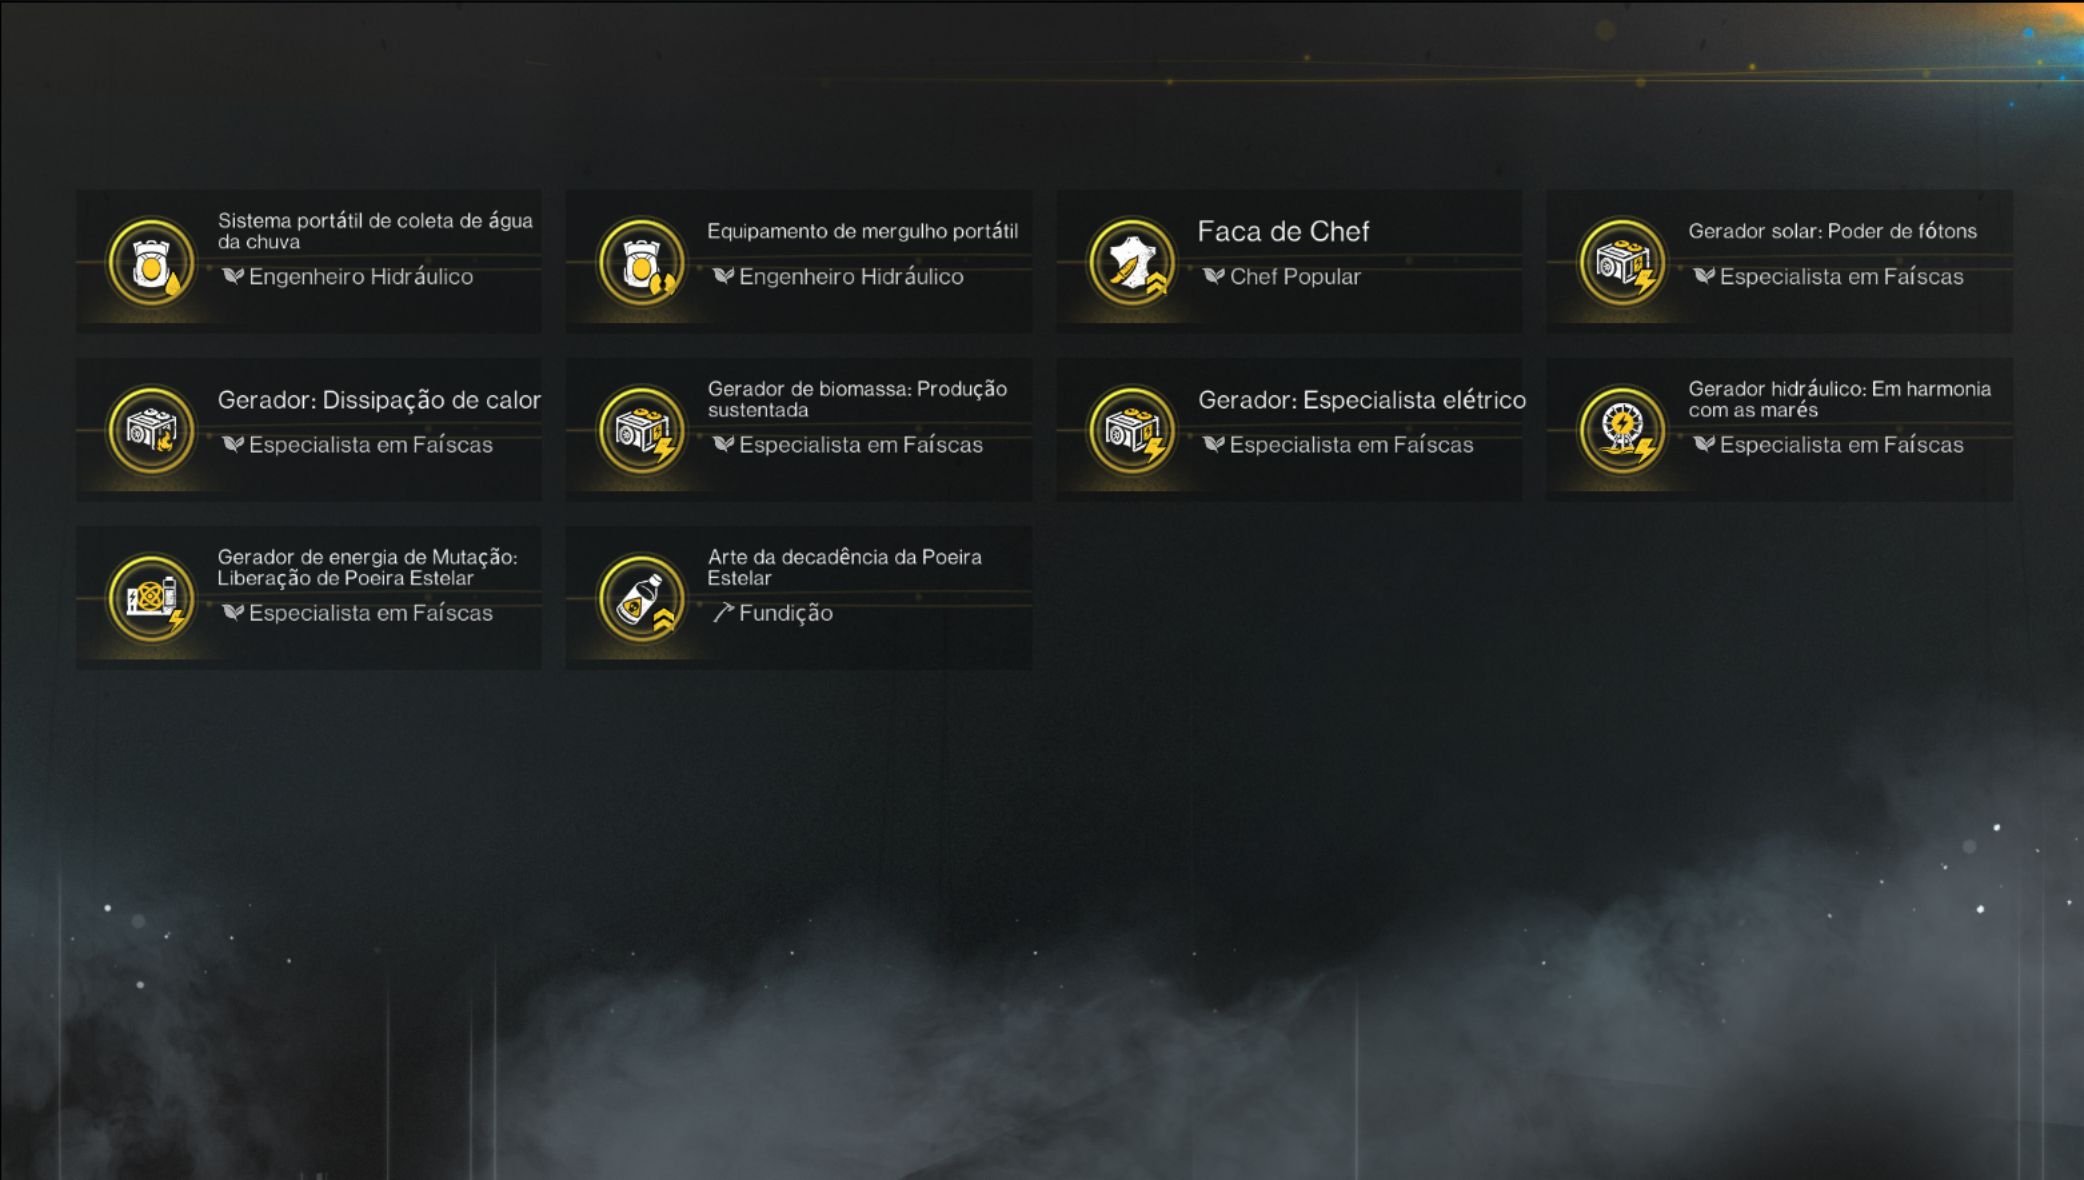 Sistema portátil de coleta de água
da chuva
Engenheiro Hidráulico
Equipamento de mergulho portátil
Engenheiro Hidráulico
Faca de Chef
Chef Popular
Gerador solar: Poder de fótons
Especialista em Faíscas
Gerador: Dissipação de calor
Especialista em Faíscas
Gerador de biomassa: Produção
sustentada
Especialista em Faíscas
Gerador: Especialista elétrico
Especialista em Faíscas
Gerador hidráulico: Em harmonia
com as marés
Especialista em Faíscas
Gerador de energia de Mutação:
Liberação de Poeira Estelar
Especialista em Faíscas
Arte da decadência da Poeira
Estelar
Fundição